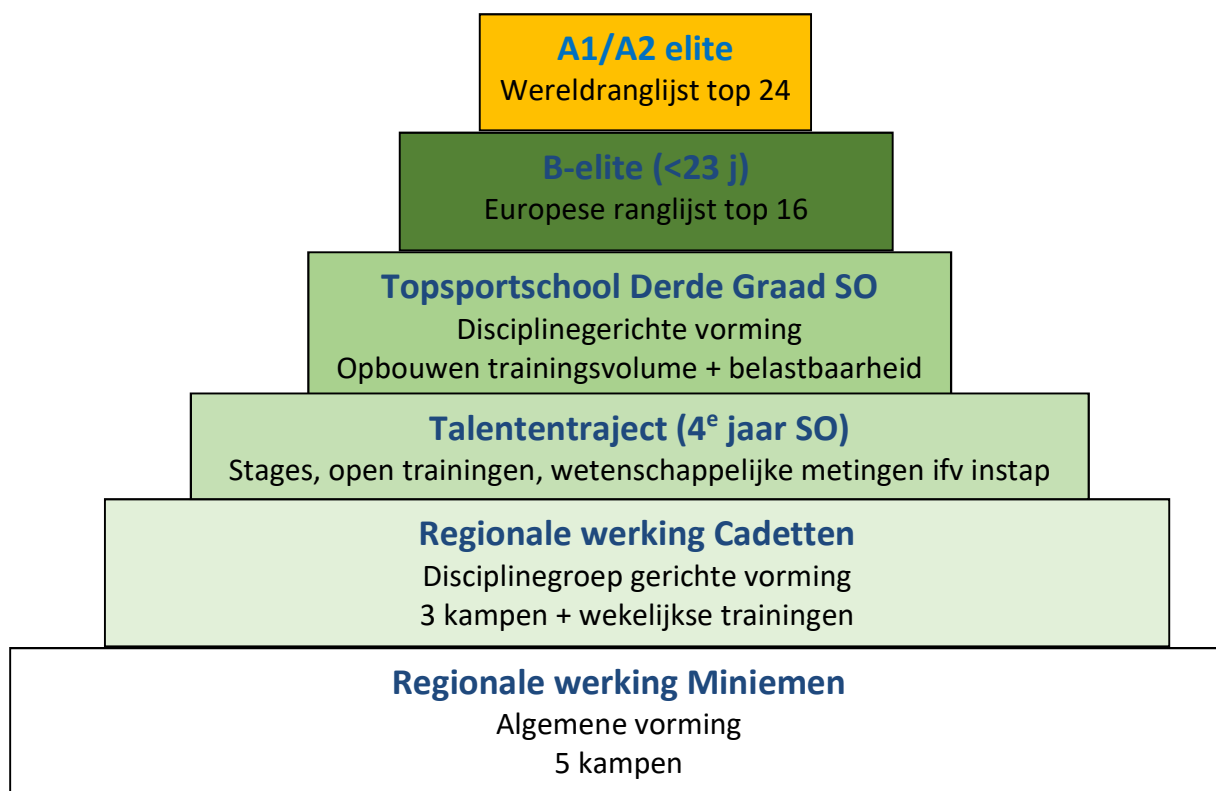 A1/A2 elite
Wereldranglijst top 24
B-elite (<23 j)
Europese ranglijst top 16
Topsportschool Derde Graad SO
Disciplinegerichte vorming
Opbouwen trainingsvolume + belastbaarheid
Talententraject (4e jaar SO)
Stages, open trainingen, wetenschappelijke metingen ifv instap
Regionale werking Cadetten
Disciplinegroep gerichte vorming
3 kampen + wekelijkse trainingen
Regionale werking Miniemen
Algemene vorming
5 kampen